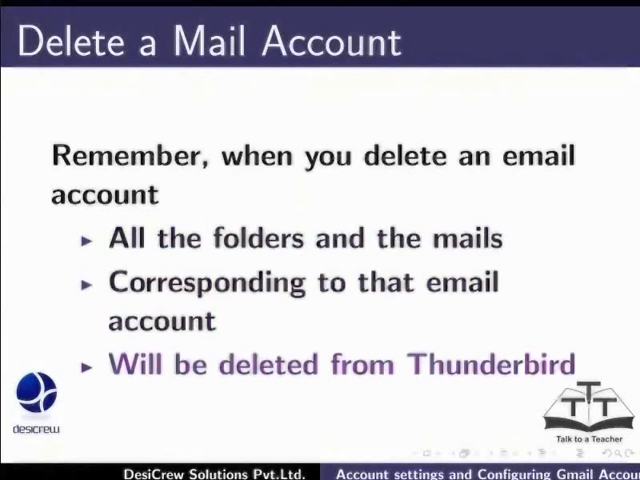 Delete a Mail Account
Remember, when you delete an email
account
▸ All the folders and the mails
▸ Corresponding to that email
account
▸ Will be deleted from Thunderbird
desicrew
TTT
Talk to a Teacher
DesiCrew Solutions Pvt.Ltd.
Account settings and Configuring Gmail Accou